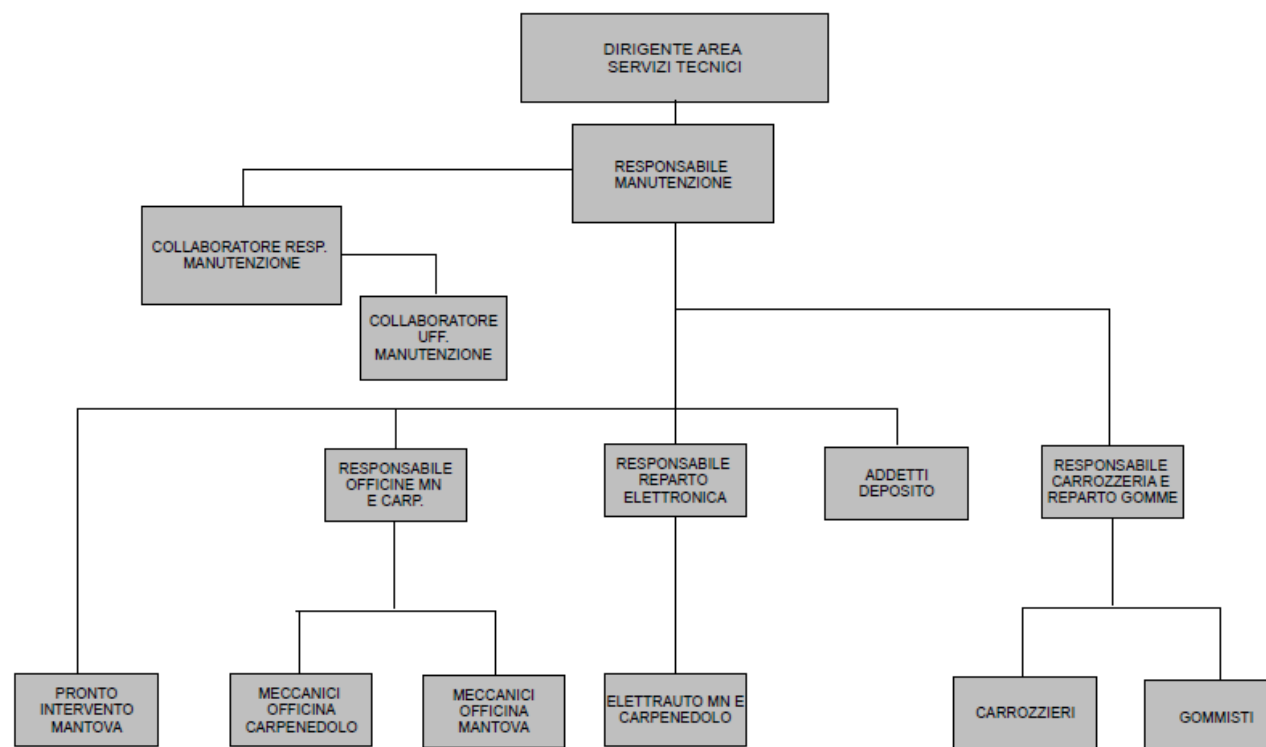 DIRIGENTE AREA
SERVIZI TECNICI
RESPONSABILE
MANUTENZIONE
COLLABORATORE RESP.
MANUTENZIONE
COLLABORATORE
UFF.
MANUTENZIONE
RESPONSABILE
OFFICINE MN
E CARP.
RESPONSABILE
REPARTO
ELETTRONICA
ADDETTI
DEPOSITO
RESPONSABILE
CARROZZERIA E
REPARTO GOMME
PRONTO
INTERVENTO
MANTOVA
MECCANICI
OFFICINA
CARPENEDOLO
MECCANICI
OFFICINA
MANTOVA
ELETTRAUTO MN E
CARPENEDOLO
CARROZZIERI
GOMMISTI